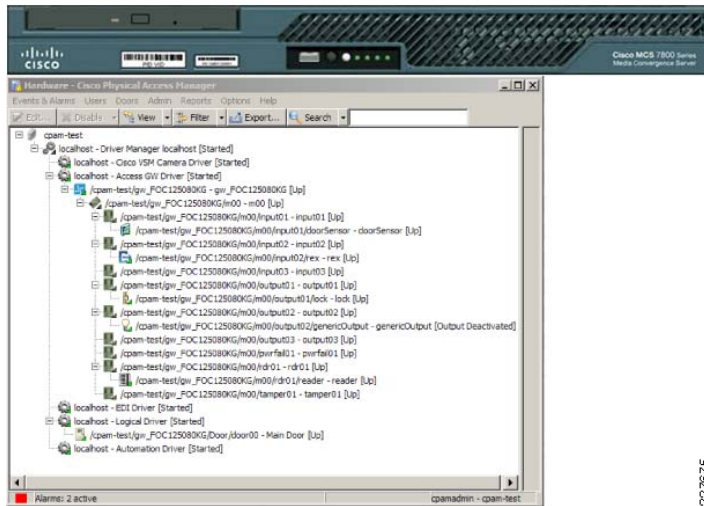 CISCO
PID VID
Cisco MCS 7800 Series
Media Convergence Server
Hardware - Cisco Physical Access Manager
Events & Alarms Users Doors Admin Reports Options Help
Edit... Disable View Filter Export... Search
cpam-test
localhost - Driver Manager localhost [Started]
localhost - Cisco VSM Camera Driver [Started]
localhost - Access GW Driver [Started]
/cpam-test/gw_FOC125080KG - gw_FOC125080KG [Up]
/cpam-test/gw_FOC125080KG/m00 - m00 [Up]
/cpam-test/gw_FOC125080KG/m00/input01 - input01 [Up]
/cpam-test/gw_FOC125080KG/m00/input01/doorSensor - doorSensor [Up]
/cpam-test/gw_FOC125080KG/m00/input02 - input02 [Up]
/cpam-test/gw_FOC125080KG/m00/input02/rex - rex [Up]
/cpam-test/gw_FOC125080KG/m00/input03 - input03 [Up]
/cpam-test/gw_FOC125080KG/m00/output01 - output01 [Up]
/cpam-test/gw_FOC125080KG/m00/output01/lock - lock [Up]
/cpam-test/gw_FOC125080KG/m00/output02 - output02 [Up]
/cpam-test/gw_FOC125080KG/m00/output02/genericOutput - genericOutput [Output Deactivated]
/cpam-test/gw_FOC125080KG/m00/output03 - output03 [Up]
/cpam-test/gw_FOC125080KG/m00/pwrfail01 - pwrfail01 [Up]
/cpam-test/gw_FOC125080KG/m00/rdr01 - rdr01 [Up]
/cpam-test/gw_FOC125080KG/m00/rdr01/reader - reader [Up]
/cpam-test/gw_FOC125080KG/m00/tamper01 - tamper01 [Up]
localhost - EDI Driver [Started]
localhost - Logical Driver [Started]
/cpam-test/gw_FOC125080KG/Door/door00 - Main Door [Up]
localhost - Automation Driver [Started]
Alarms: 2 active
cpamadmin - cpam-test